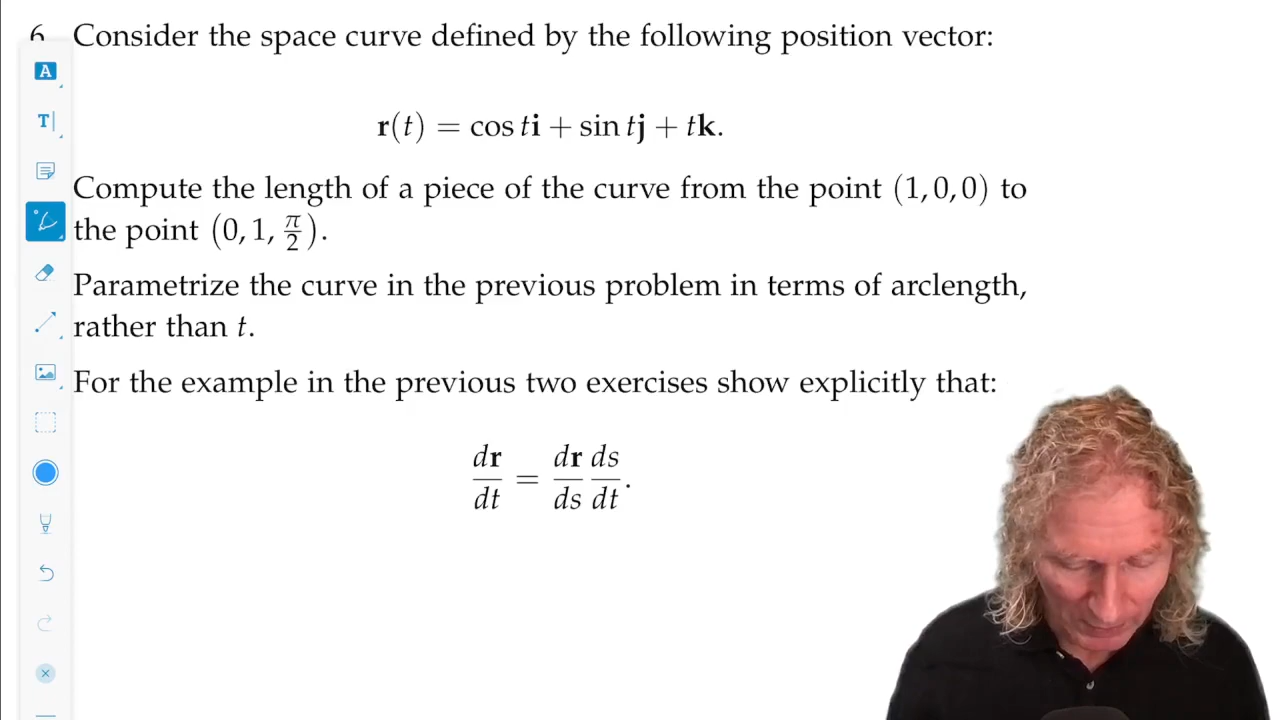 6 Consider the space curve defined by the following position vector:
r(t) = cos ti + sin tj + tk.
Compute the length of a piece of the curve from the point (1, 0, 0) to
the point (0, 1, π/2).
Parametrize the curve in the previous problem in terms of arclength,
rather than t.
For the example in the previous two exercises show explicitly that:
dr/dt = dr/ds ds/dt.
A
T